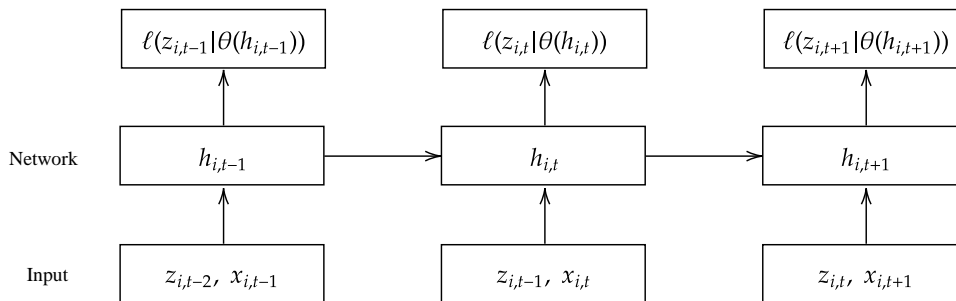 ℓ(z_{i,t−1}|θ(h_{i,t−1})) ℓ(z_{i,t}|θ(h_{i,t})) ℓ(z_{i,t+1}|θ(h_{i,t+1}))
Network h_{i,t−1} h_{i,t} h_{i,t+1}
Input z_{i,t−2}, x_{i,t−1} z_{i,t−1}, x_{i,t} z_{i,t}, x_{i,t+1}